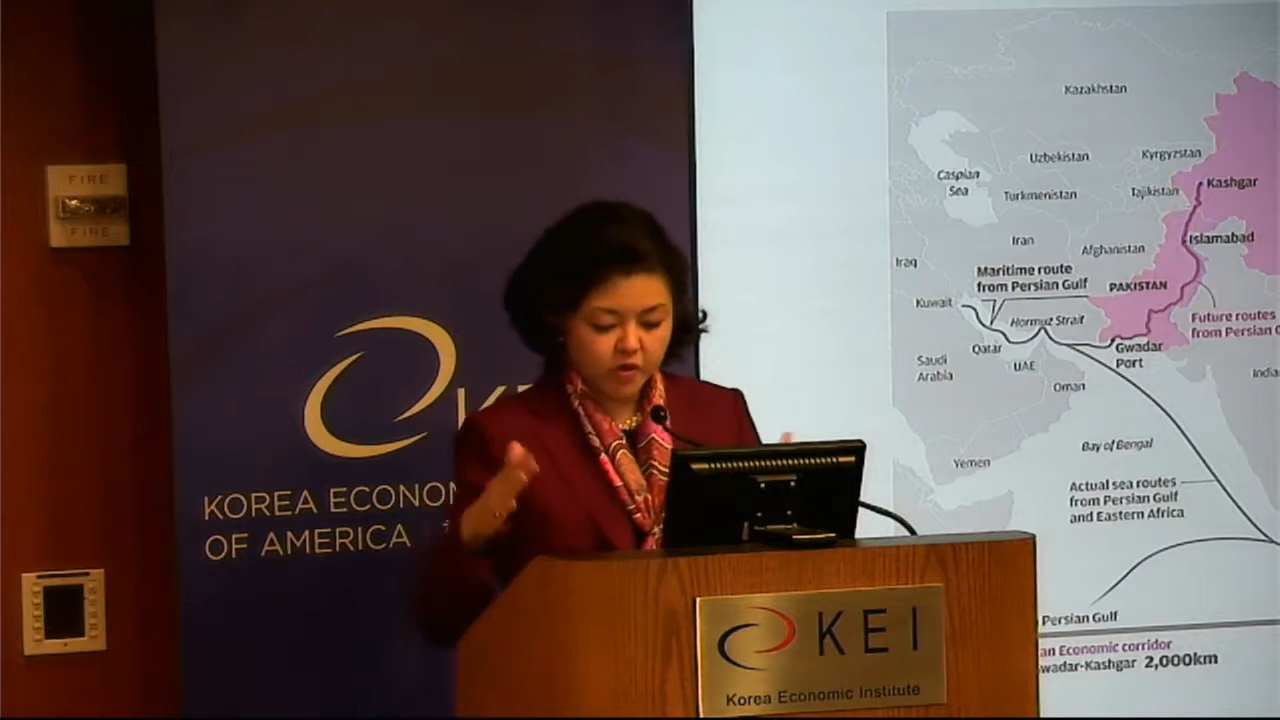 FIRE
FIRE
KOREA ECONO
OF AMERICA
KEI
Korea Economic Institute
Kazakhstan
Uzbekistan
Kyrgyzstan
Caspian
Sea
Turkmenistan
Tajikistan
Kashgar
Iran
Afghanistan
Islamabad
Iraq
Maritime route
from Persian Gulf
PAKISTAN
Kuwait
Hormuz Strait
Future routes
from Persian G
Qatar
Gwadar
Port
Saudi
Arabia
UAE
Oman
India
Bay of Bengal
Yemen
Actual sea routes
from Persian Gulf
and Eastern Africa
Persian Gulf
an Economic corridor
wadar-Kashgar 2,000km